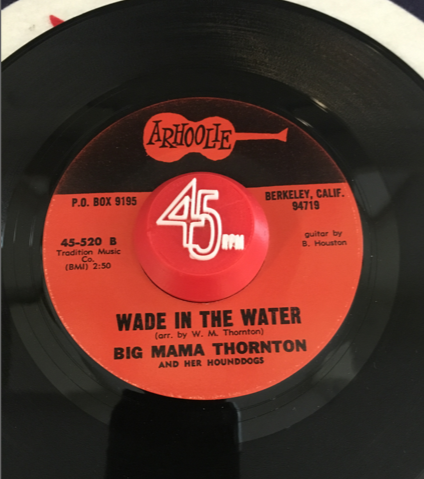 ARHOOLIE
P.O. BOX 9195
BERKELEY, CALIF.
94719
45 RPM
45-520 B
Tradition Music
Co.
(BMI) 2:50
guitar by
B. Houston
WADE IN THE WATER
(arr. by W. M. Thornton)
BIG MAMA THORNTON
AND HER HOUNDDOGS